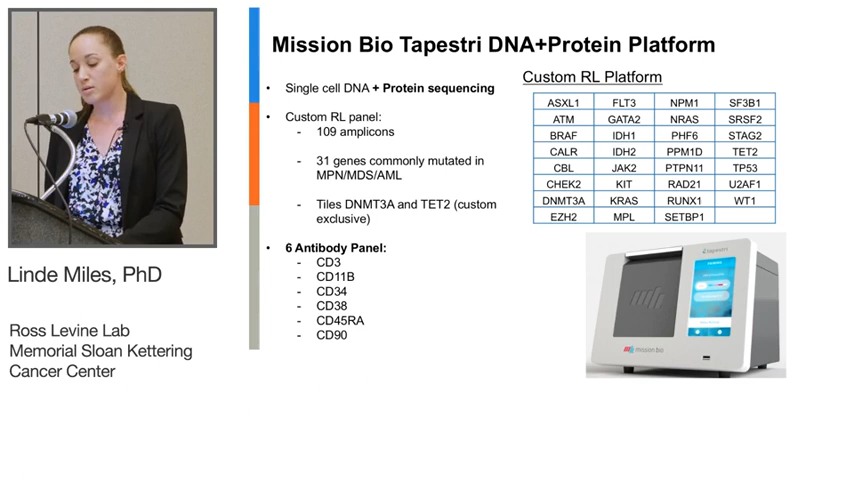 Mission Bio Tapestri DNA+Protein Platform
• Single cell DNA + Protein sequencing
• Custom RL panel:
- 109 amplicons
- 31 genes commonly mutated in
MPN/MDS/AML
- Tiles DNMT3A and TET2 (custom
exclusive)
• 6 Antibody Panel:
- CD3
- CD11B
- CD34
- CD38
- CD45RA
- CD90
Custom RL Platform
ASXL1 FLT3 NPM1 SF3B1
ATM GATA2 NRAS SRSF2
BRAF IDH1 PHF6 STAG2
CALR IDH2 PPM1D TET2
CBL JAK2 PTPN11 TP53
CHEK2 KIT RAD21 U2AF1
DNMT3A KRAS RUNX1 WT1
EZH2 MPL SETBP1
tapestri
mission bio
Linde Miles, PhD
Ross Levine Lab
Memorial Sloan Kettering
Cancer Center